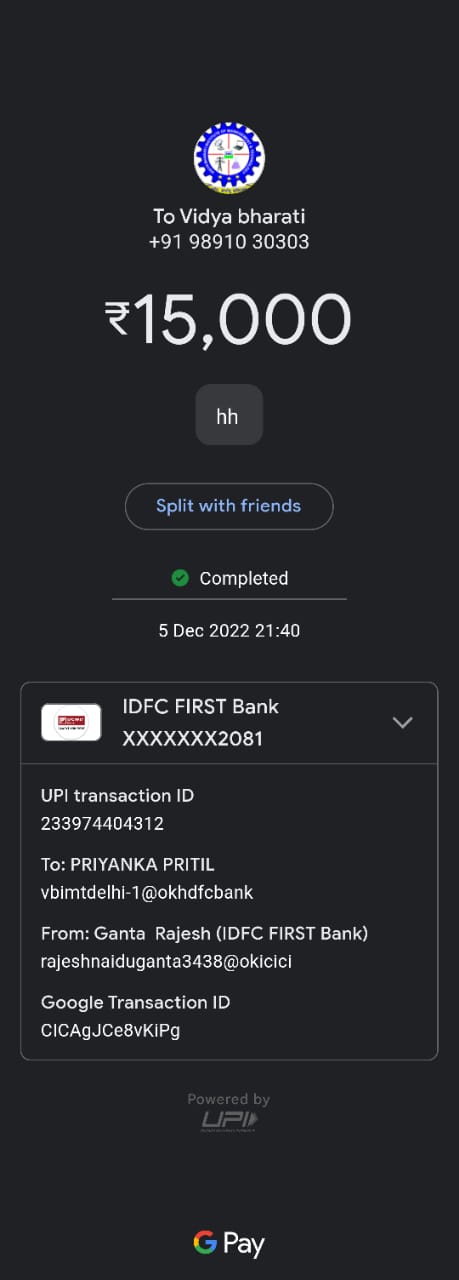 To Vidya bharati
+91 98910 30303
₹15,000
hh
Split with friends
Completed
5 Dec 2022 21:40
IDFC FIRST Bank
XXXXXXX2081
UPI transaction ID
233974404312
To: PRIYANKA PRITIL
vbimtdelhi-1@okhdfcbank
From: Ganta  Rajesh (IDFC FIRST Bank)
rajeshnaiduganta3438@okicici
Google Transaction ID
CICAgJCe8vKiPg
Powered by
UPI
G Pay